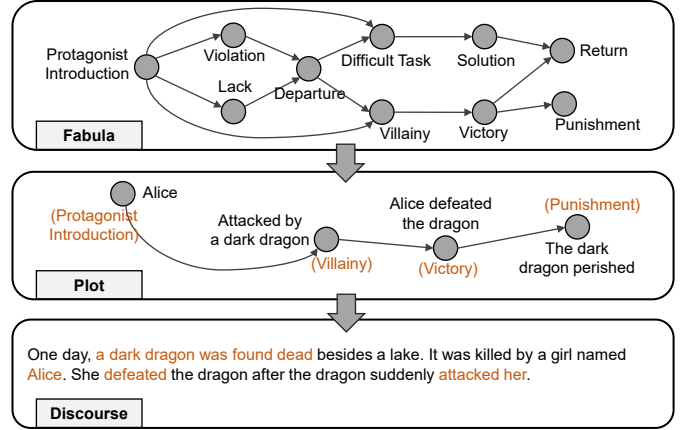 Protagonist
Introduction
Violation
Lack
Departure
Difficult Task
Solution
Return
Villainy
Victory
Punishment
Fabula
Alice
(Protagonist
Introduction)
Attacked by
a dark dragon
(Villainy)
Alice defeated
the dragon
(Victory)
(Punishment)
The dark
dragon perished
Plot
One day, a dark dragon was found dead besides a lake. It was killed by a girl named
Alice. She defeated the dragon after the dragon suddenly attacked her.
Discourse